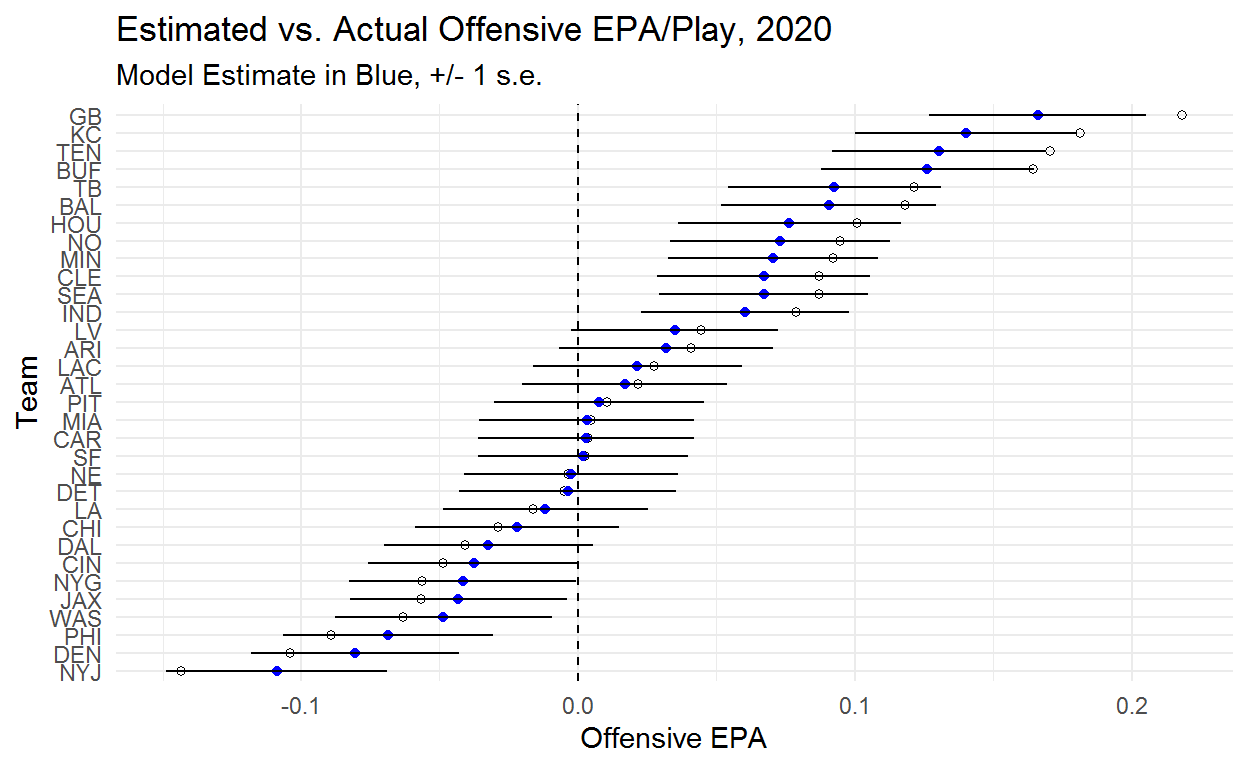 Estimated vs. Actual Offensive EPA/Play, 2020
Model Estimate in Blue, +/- 1 s.e.
GB
KC
TEN
BUF
TB
BAL
HOU
NO
MIN
CLE
SEA
IND
LV
ARI
LAC
ATL
PIT
MIA
CAR
SF
NE
DET
LA
CHI
DAL
CIN
NYG
JAX
WAS
PHI
DEN
NYJ
Team
-0.1 0.0 0.1 0.2
Offensive EPA